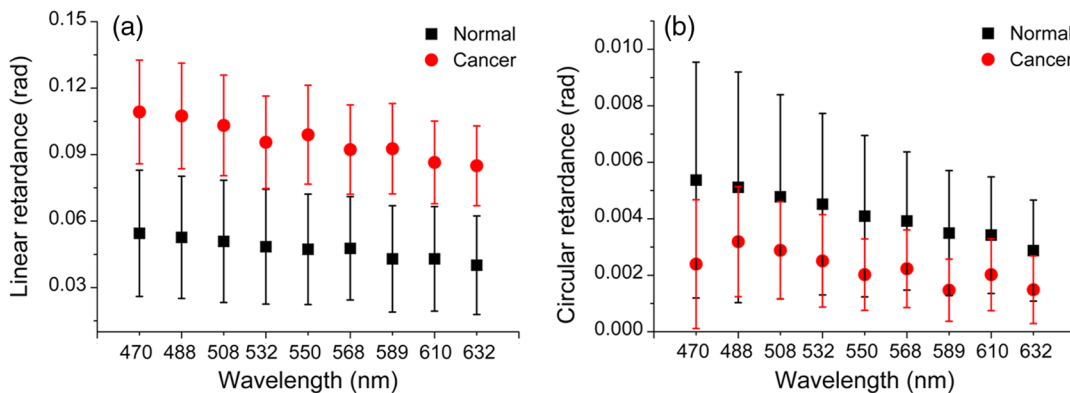 (a)
Normal
Cancer
0.15
0.12
0.09
0.06
0.03
Linear retardance (rad)
470 488 508 532 550 568 589 610 632
Wavelength (nm)
(b)
Normal
Cancer
0.010
0.008
0.006
0.004
0.002
0.000
Circular retardance (rad)
470 488 508 532 550 568 589 610 632
Wavelength (nm)